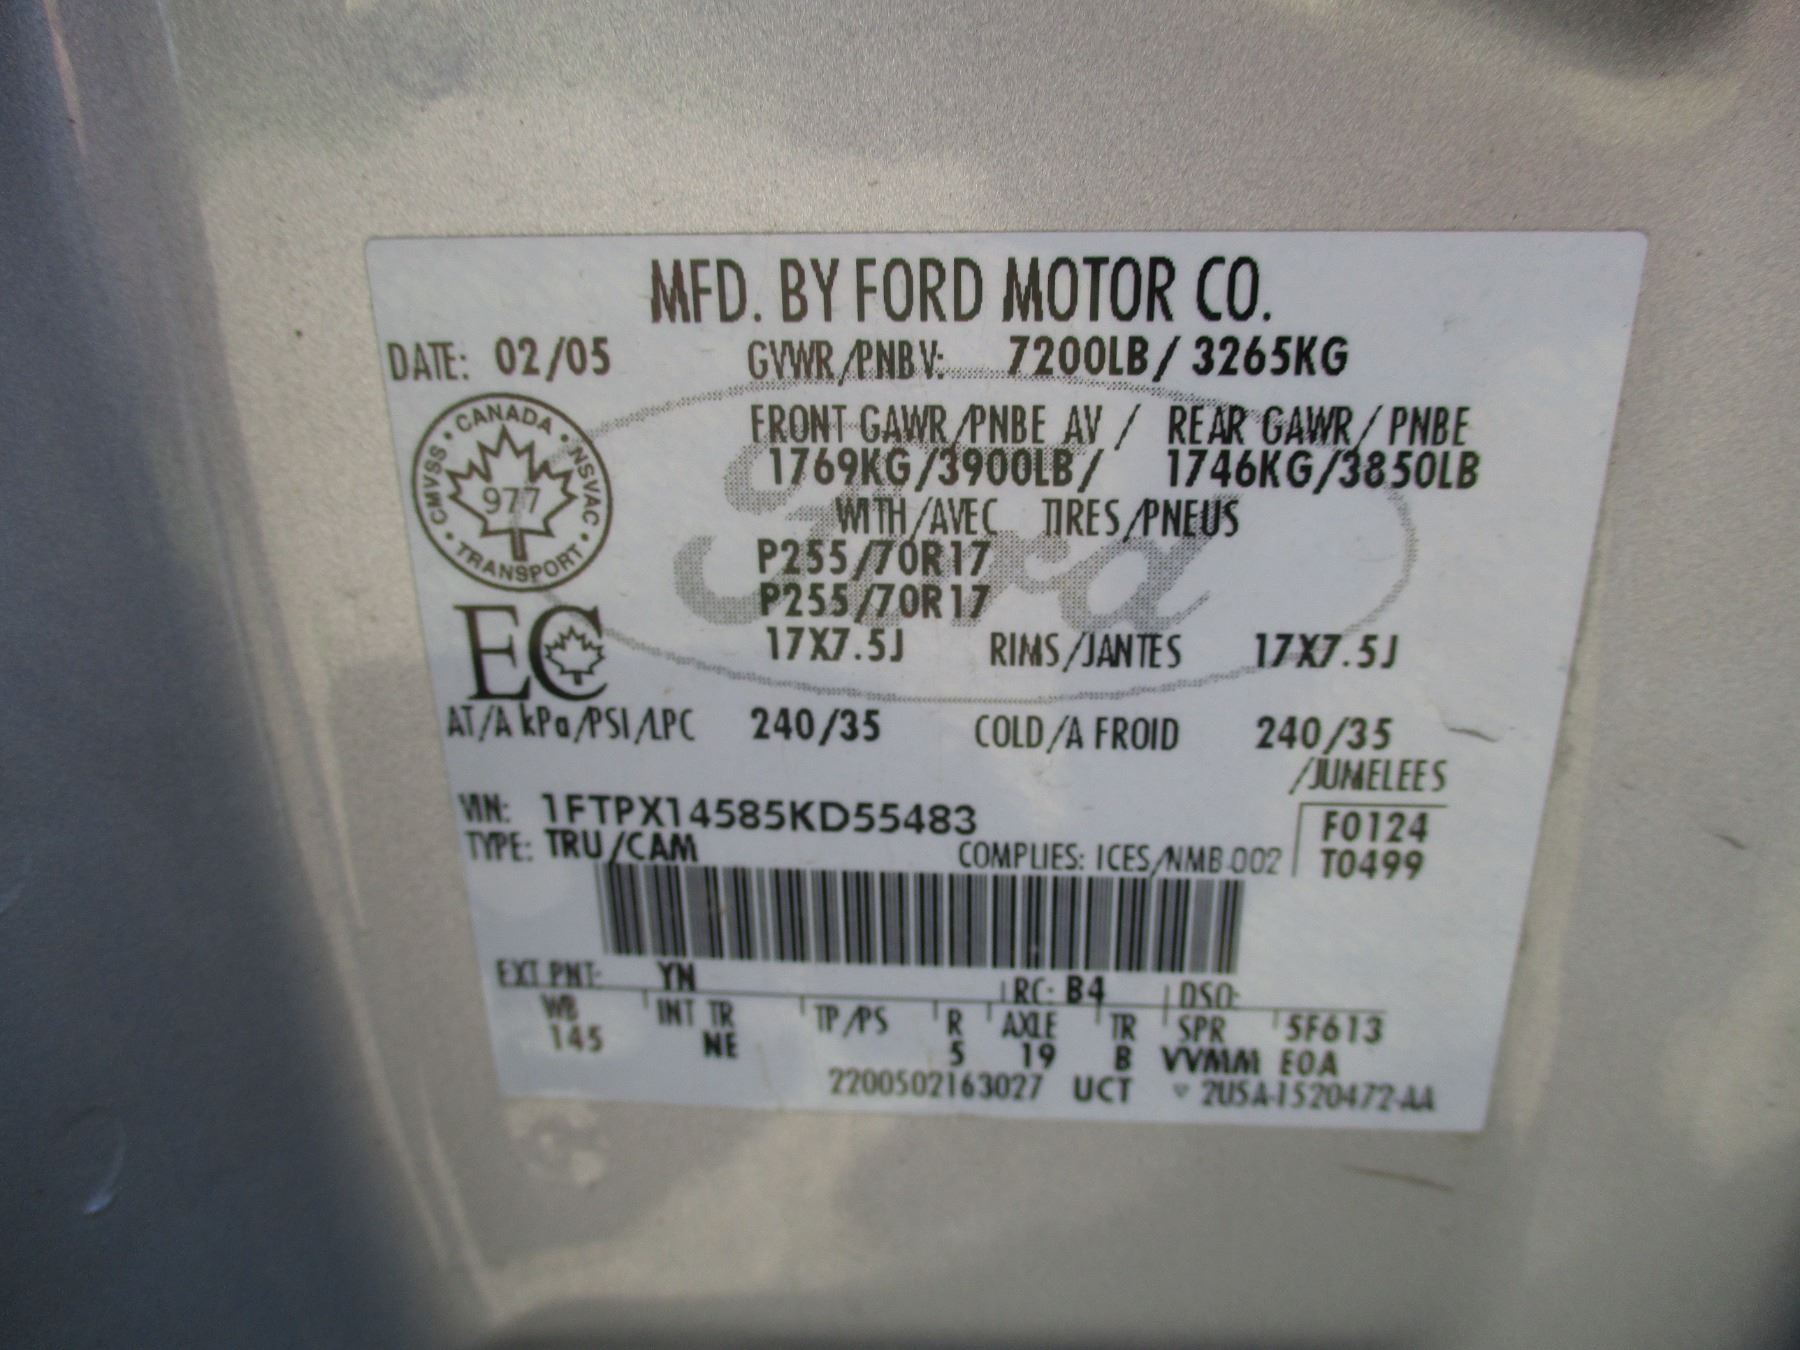 MFD. BY FORD MOTOR CO.
DATE: 02/05 GVWR/PNBV: 7200LB/ 3265KG
CANADA · NSVAC · TRANSPORT · CMVSS ·
977
FRONT GAWR/PNBE AV / REAR GAWR/ PNBE
1769KG/3900LB/ 1746KG/3850LB
WITH/AVEC TIRES/PNEUS
P255/70R17
P255/70R17
Ford
EC
17X7.5J RIMS/JANTES 17X7.5J
AT/A kPa/PSI/LPC 240/35 COLD/A FROID 240/35
/JUMELEES
VIN: 1FTPX14585KD55483 F0124
TYPE: TRU/CAM COMPLIES: ICES/NMB-002 T0499
EXT PNT: YN RC: B4 DSO:
WB INT TR TP/PS R AXLE TR SPR 5F613
145 NE 5 19 B VVMM EOA
2200502163027 UCT 2U5A-1520472-AA